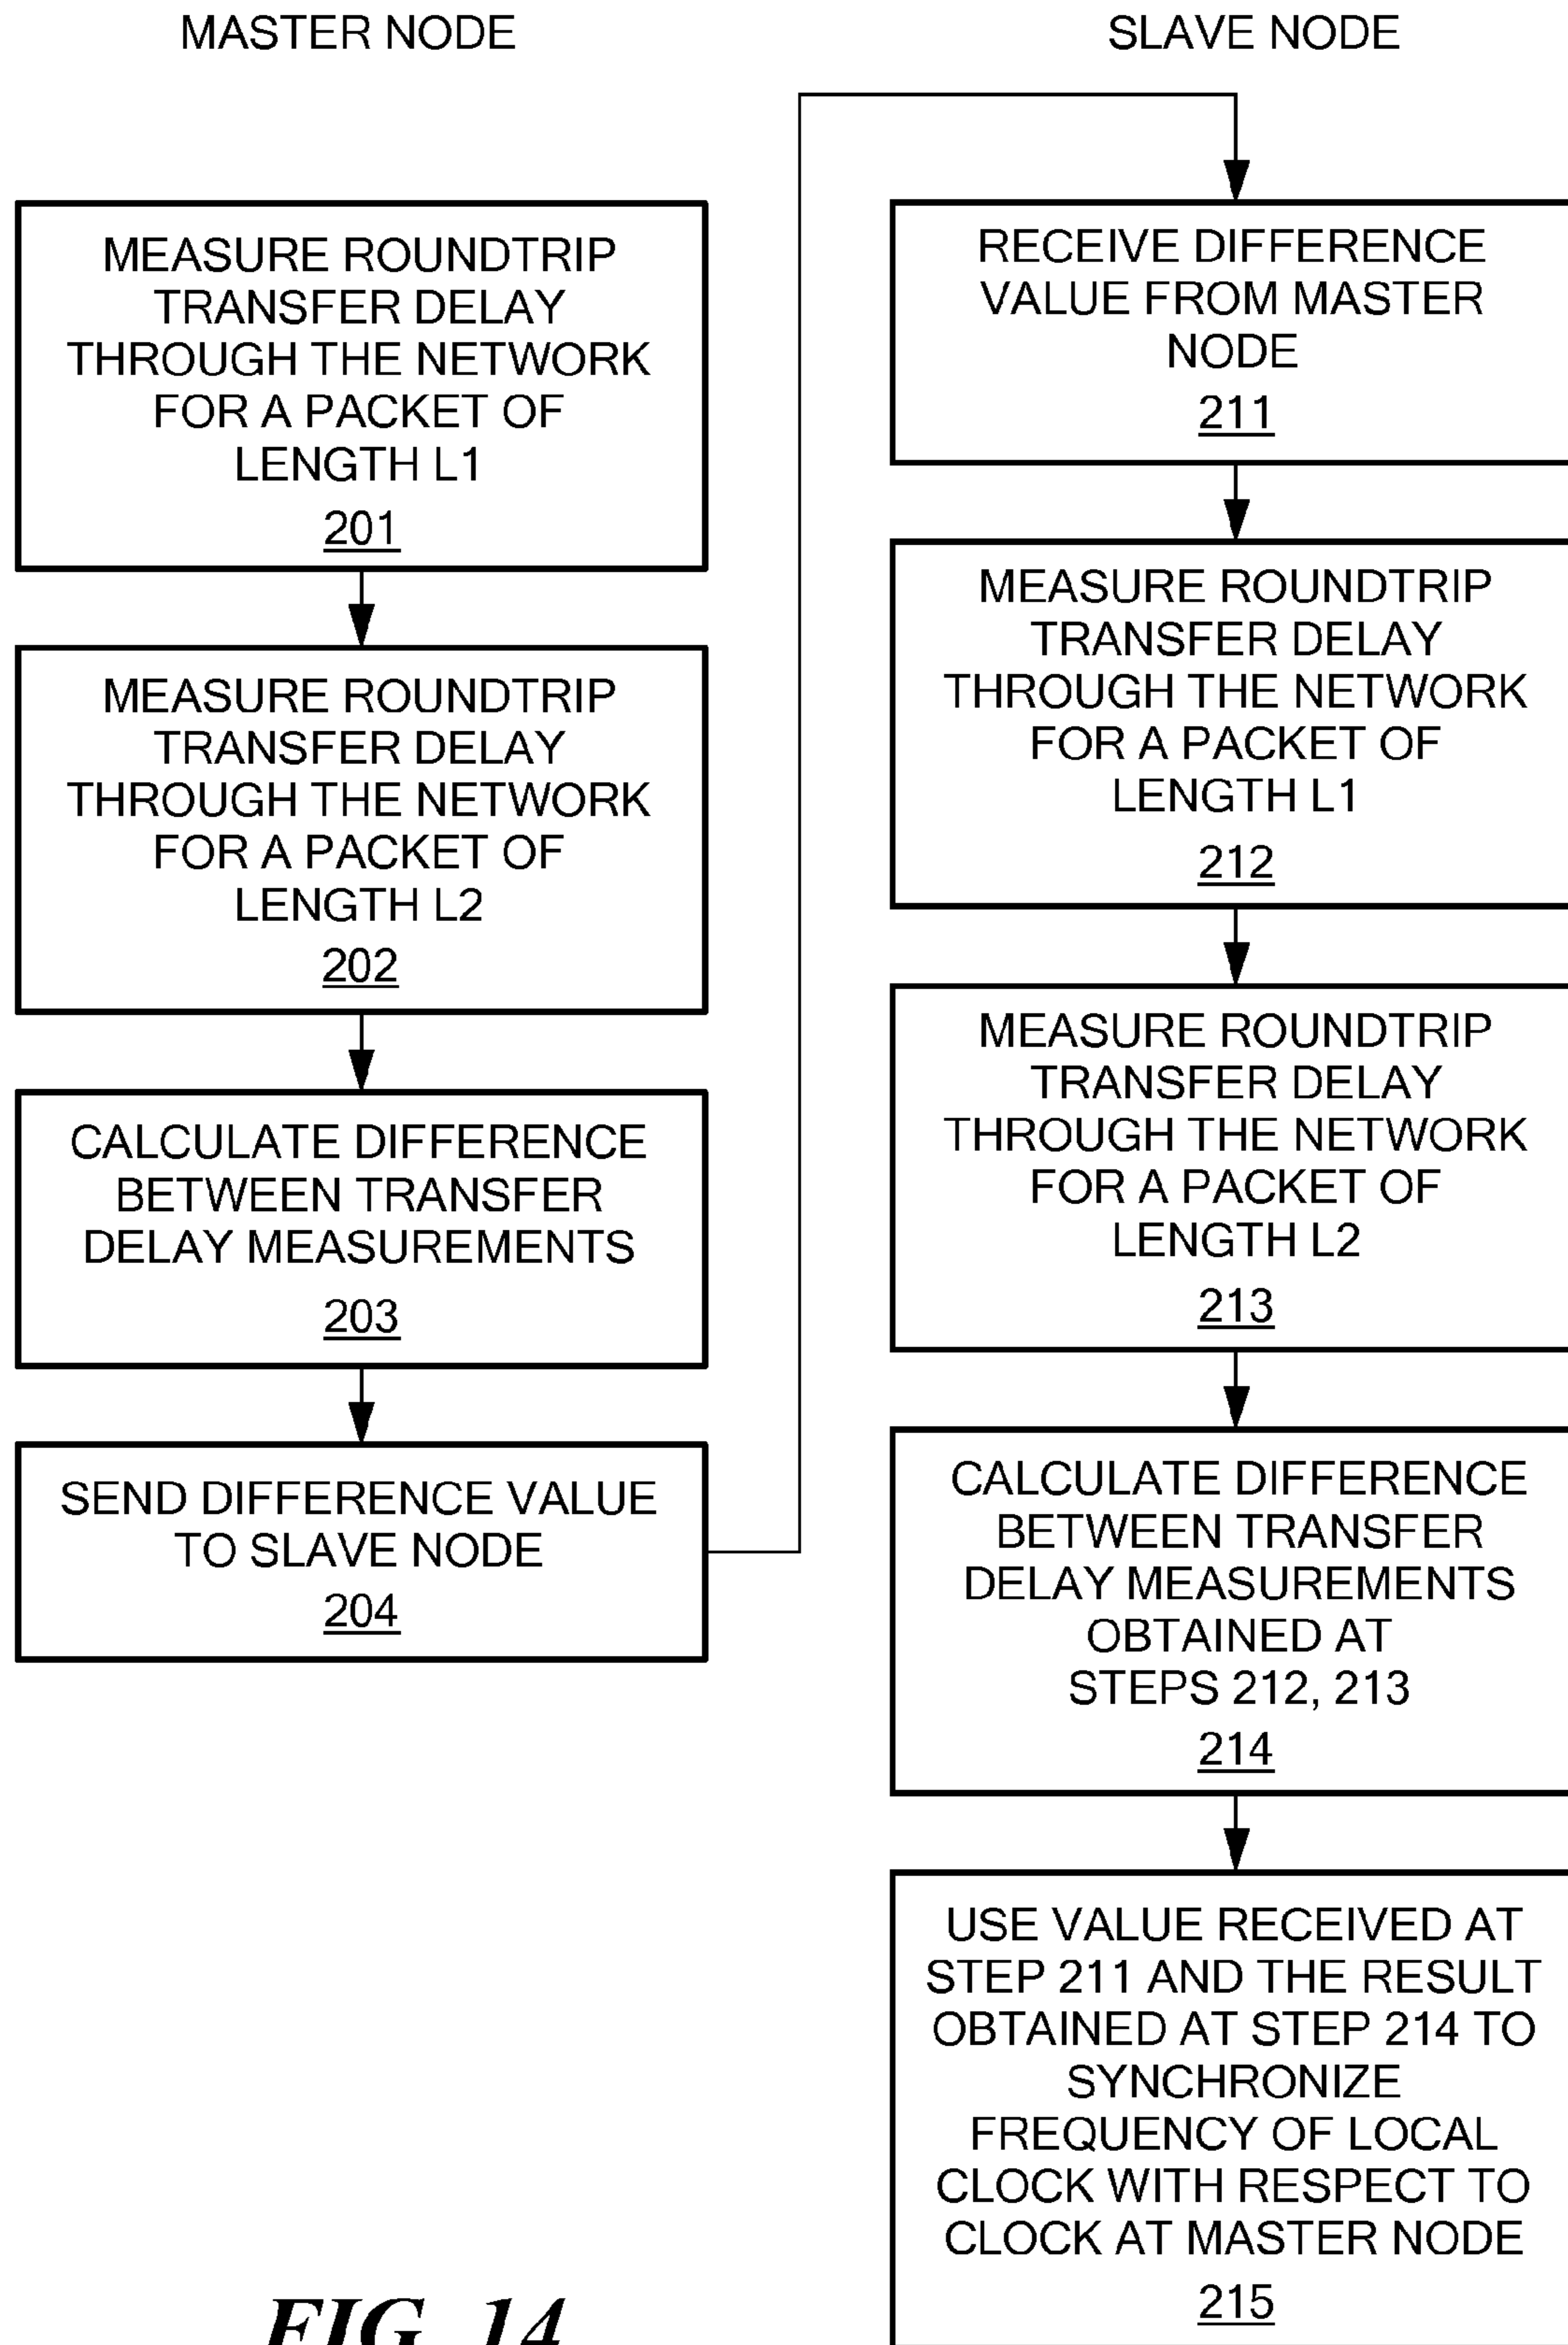 MASTER NODE
MEASURE ROUNDTRIP
TRANSFER DELAY
THROUGH THE NETWORK
FOR A PACKET OF
LENGTH L1
201
MEASURE ROUNDTRIP
TRANSFER DELAY
THROUGH THE NETWORK
FOR A PACKET OF
LENGTH L2
202
CALCULATE DIFFERENCE
BETWEEN TRANSFER
DELAY MEASUREMENTS
203
SEND DIFFERENCE VALUE
TO SLAVE NODE
204
SLAVE NODE
RECEIVE DIFFERENCE
VALUE FROM MASTER
NODE
211
MEASURE ROUNDTRIP
TRANSFER DELAY
THROUGH THE NETWORK
FOR A PACKET OF
LENGTH L1
212
MEASURE ROUNDTRIP
TRANSFER DELAY
THROUGH THE NETWORK
FOR A PACKET OF
LENGTH L2
213
CALCULATE DIFFERENCE
BETWEEN TRANSFER
DELAY MEASUREMENTS
OBTAINED AT
STEPS 212, 213
214
USE VALUE RECEIVED AT
STEP 211 AND THE RESULT
OBTAINED AT STEP 214 TO
SYNCHRONIZE
FREQUENCY OF LOCAL
CLOCK WITH RESPECT TO
CLOCK AT MASTER NODE
215
FIG. 14